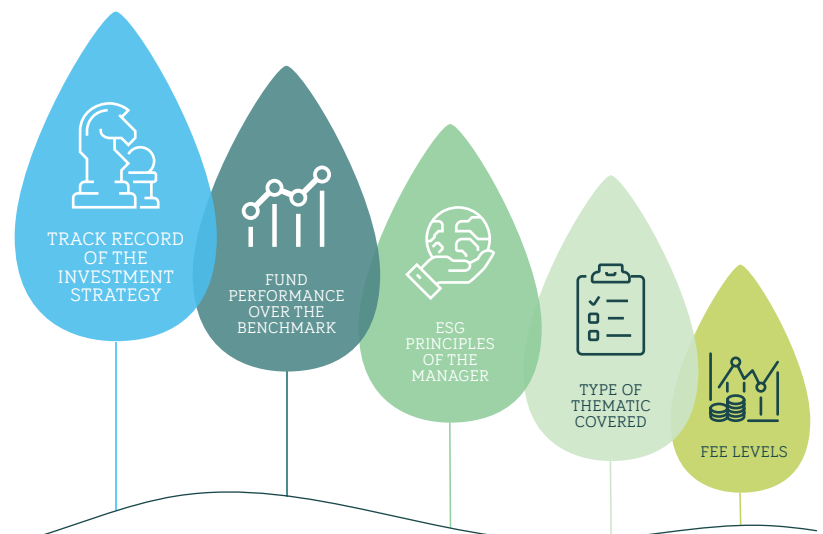 TRACK RECORD
OF THE
INVESTMENT
STRATEGY
FUND
PERFORMANCE
OVER THE
BENCHMARK
ESG
PRINCIPLES
OF THE
MANAGER
TYPE OF
THEMATIC
COVERED
FEE LEVELS